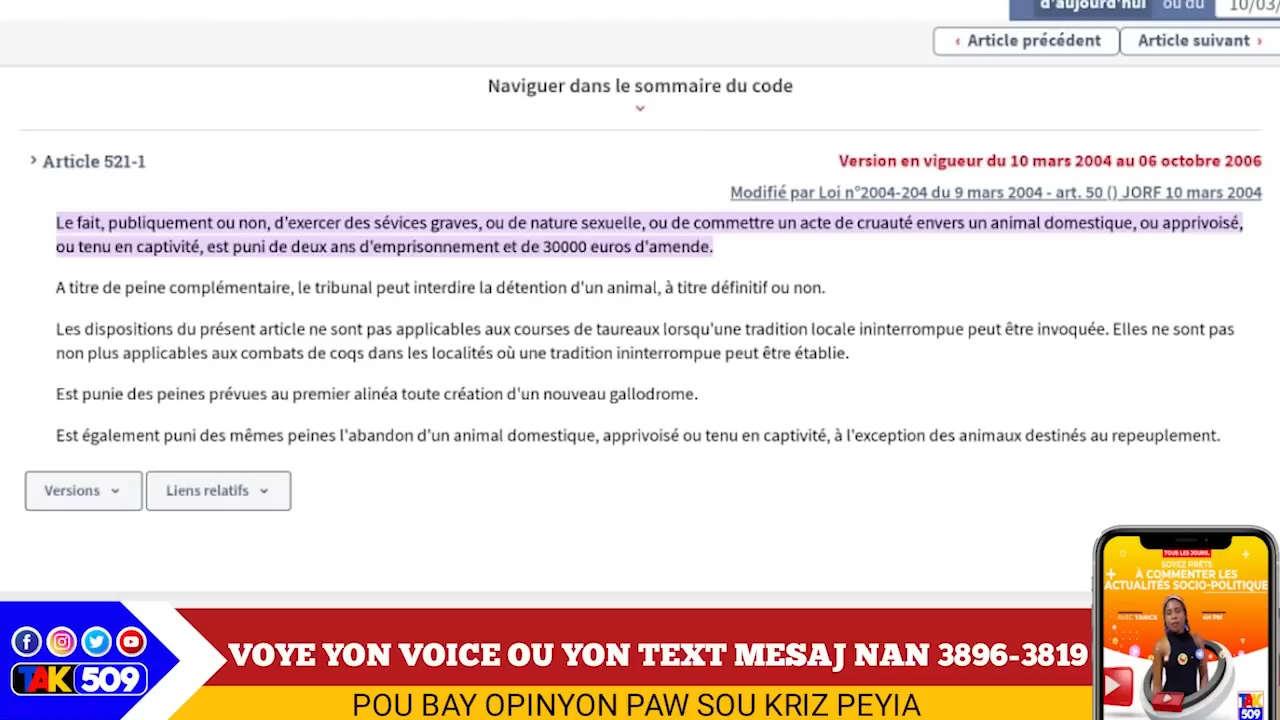 d'aujourd'hui ou du 10/03/
‹ Article précédent Article suivant ›
Naviguer dans le sommaire du code
› Article 521-1
Version en vigueur du 10 mars 2004 au 06 octobre 2006
Modifié par Loi n°2004-204 du 9 mars 2004 - art. 50 () JORF 10 mars 2004
Le fait, publiquement ou non, d'exercer des sévices graves, ou de nature sexuelle, ou de commettre un acte de cruauté envers un animal domestique, ou apprivoisé,
ou tenu en captivité, est puni de deux ans d'emprisonnement et de 30000 euros d'amende.
A titre de peine complémentaire, le tribunal peut interdire la détention d'un animal, à titre définitif ou non.
Les dispositions du présent article ne sont pas applicables aux courses de taureaux lorsqu'une tradition locale ininterrompue peut être invoquée. Elles ne sont pas
non plus applicables aux combats de coqs dans les localités où une tradition ininterrompue peut être établie.
Est punie des peines prévues au premier alinéa toute création d'un nouveau gallodrome.
Est également puni des mêmes peines l'abandon d'un animal domestique, apprivoisé ou tenu en captivité, à l'exception des animaux destinés au repeuplement.
Versions Liens relatifs
TOUS LES JOURS,
SOYEZ PRÊTS
À COMMENTER LES
ACTUALITÉS SOCIO-POLITIQUE
AVEC YANICK 4H PM
TAK 509
TAK 509
VOYE YON VOICE OU YON TEXT MESAJ NAN 3896-3819
POU BAY OPINYON PAW SOU KRIZ PEYIA